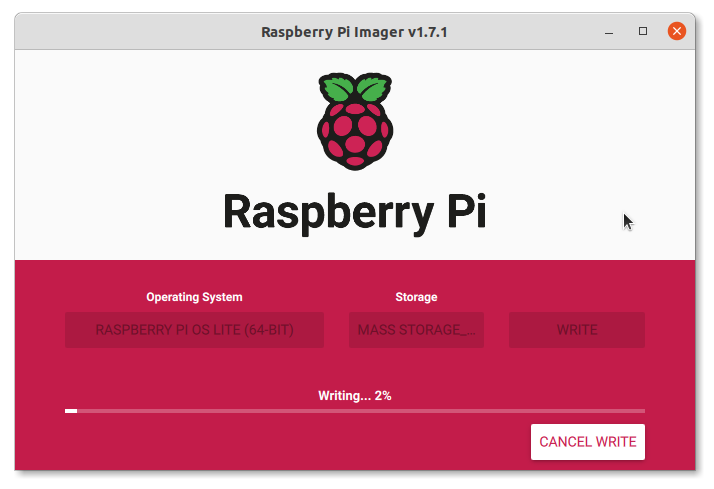 Raspberry Pi Imager v1.7.1
Raspberry Pi
Operating System Storage
RASPBERRY PI OS LITE (64-BIT) MASS STORAGE_... WRITE
Writing... 2%
CANCEL WRITE